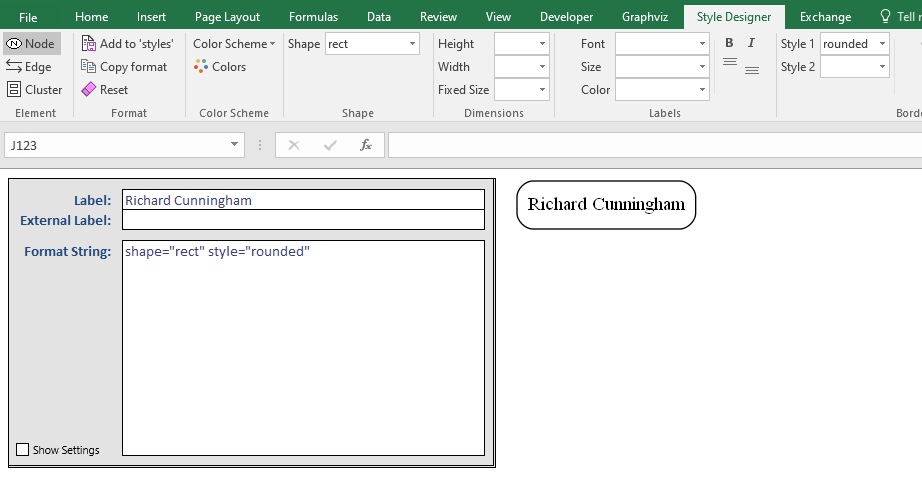 File Home Insert Page Layout Formulas Data Review View Developer Graphviz Style Designer Exchange
Node Add to 'styles' Color Scheme Shape rect Height Font B I Style 1 rounded
Edge Copy format Colors Width Size Style 2
Cluster Reset Fixed Size Color
Element Format Color Scheme Shape Dimensions Labels
J123 fx
Label: Richard Cunningham
External Label:
Format String: shape="rect" style="rounded"
Show Settings
Richard Cunningham